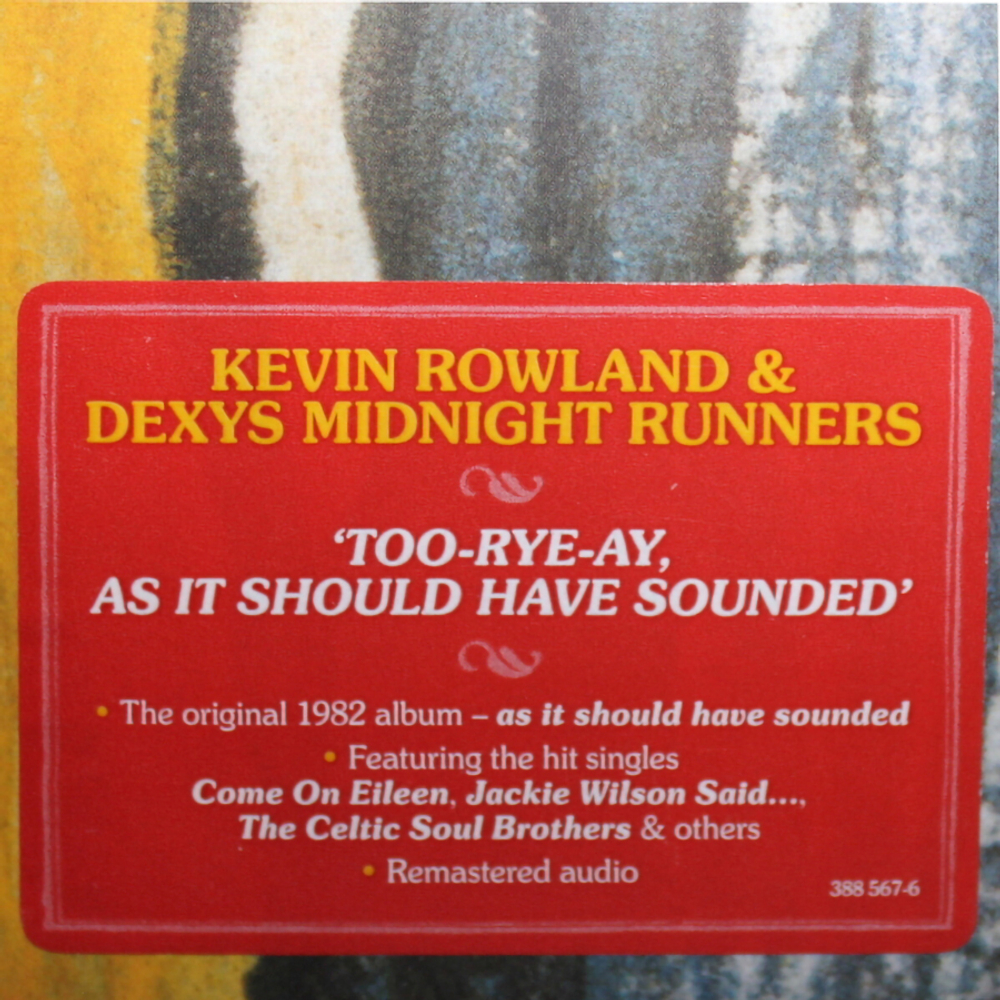 KEVIN ROWLAND &
DEXYS MIDNIGHT RUNNERS
‘TOO-RYE-AY,
AS IT SHOULD HAVE SOUNDED’
• The original 1982 album – as it should have sounded
• Featuring the hit singles
Come On Eileen, Jackie Wilson Said...,
The Celtic Soul Brothers & others
• Remastered audio
388 567-6